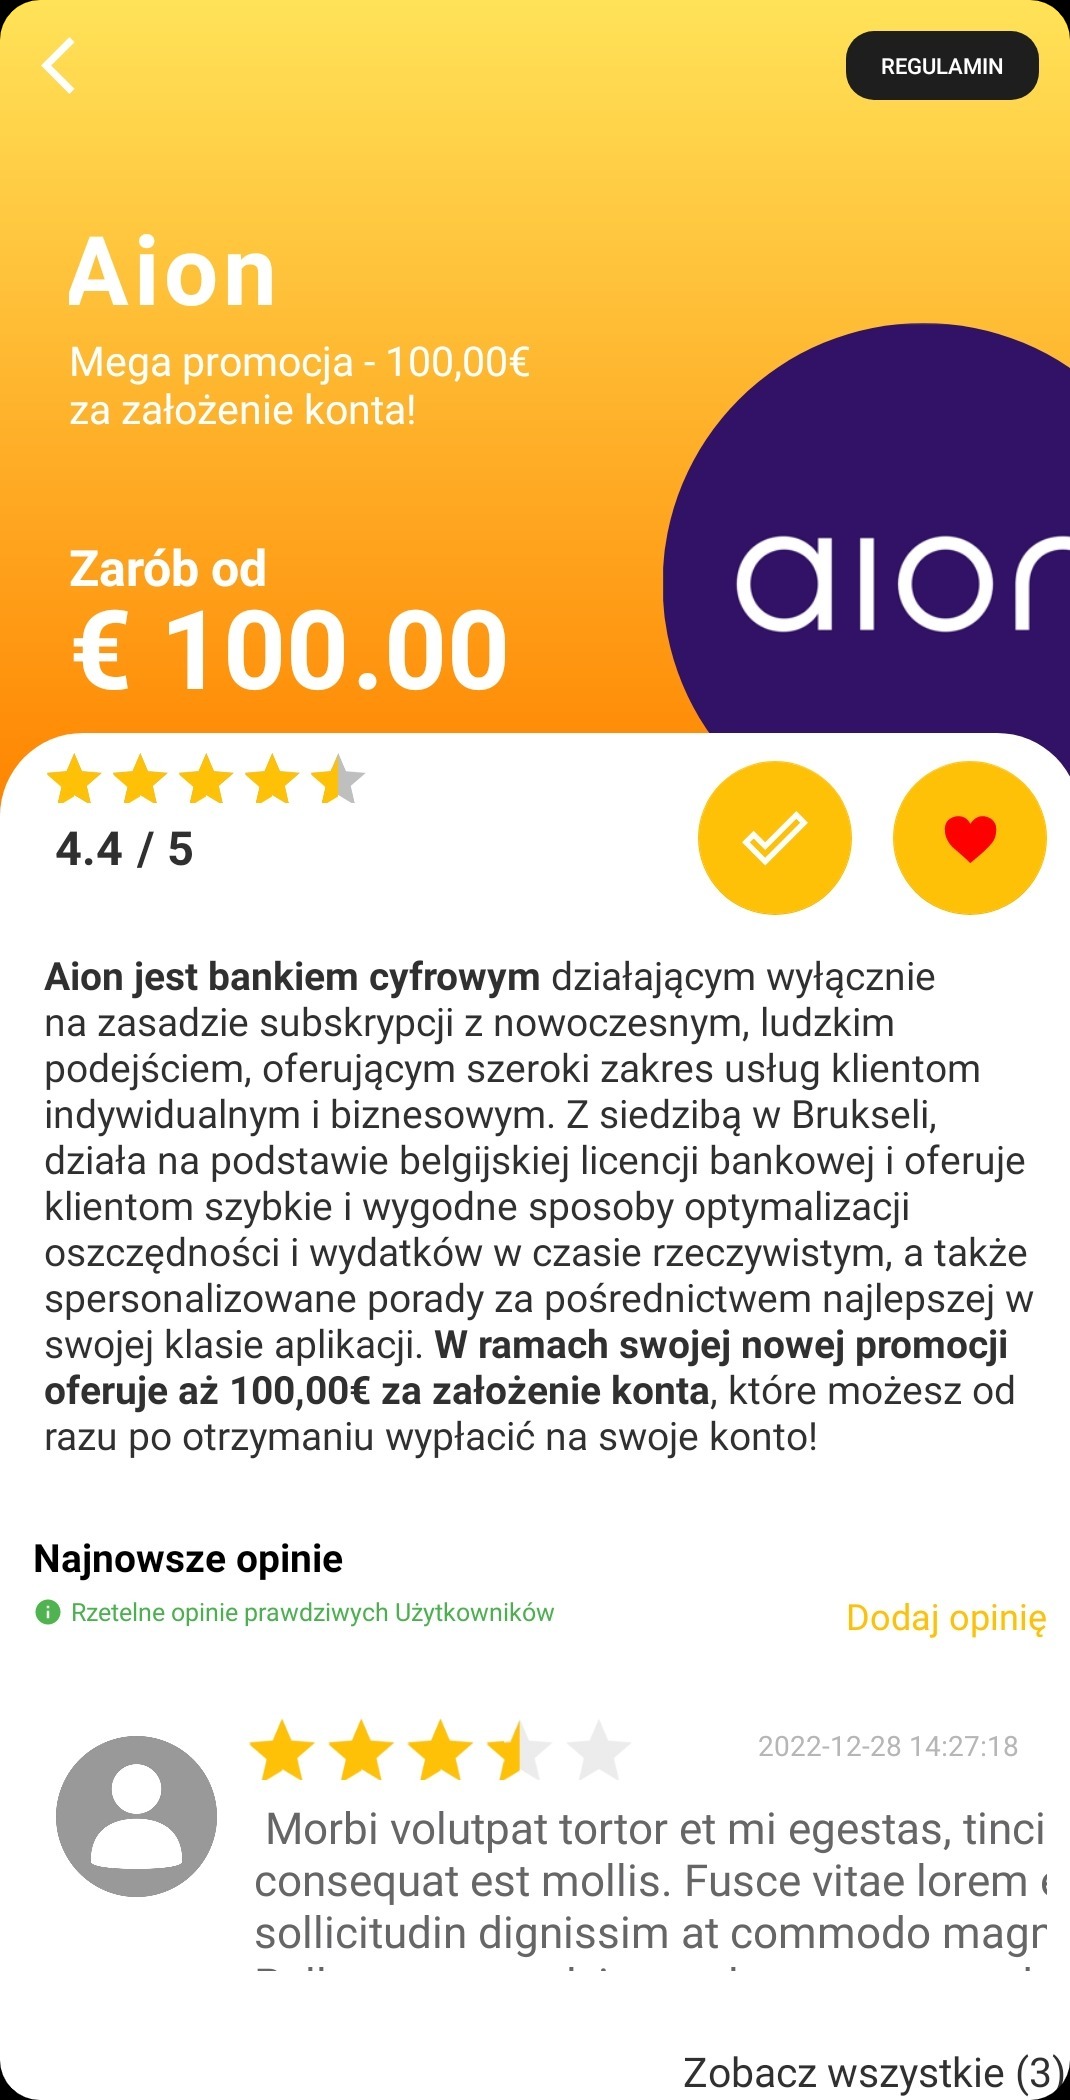 REGULAMIN
Aion
Mega promocja - 100,00€
za założenie konta!
Zarób od
€ 100.00
aion
4.4 / 5
Aion jest bankiem cyfrowym działającym wyłącznie
na zasadzie subskrypcji z nowoczesnym, ludzkim
podejściem, oferującym szeroki zakres usług klientom
indywidualnym i biznesowym. Z siedzibą w Brukseli,
działa na podstawie belgijskiej licencji bankowej i oferuje
klientom szybkie i wygodne sposoby optymalizacji
oszczędności i wydatków w czasie rzeczywistym, a także
spersonalizowane porady za pośrednictwem najlepszej w
swojej klasie aplikacji. W ramach swojej nowej promocji
oferuje aż 100,00€ za założenie konta, które możesz od
razu po otrzymaniu wypłacić na swoje konto!
Najnowsze opinie
Rzetelne opinie prawdziwych Użytkowników
Dodaj opinię
2022-12-28 14:27:18
Morbi volutpat tortor et mi egestas, tinci
consequat est mollis. Fusce vitae lorem
sollicitudin dignissim at commodo mag
Zobacz wszystkie (3)